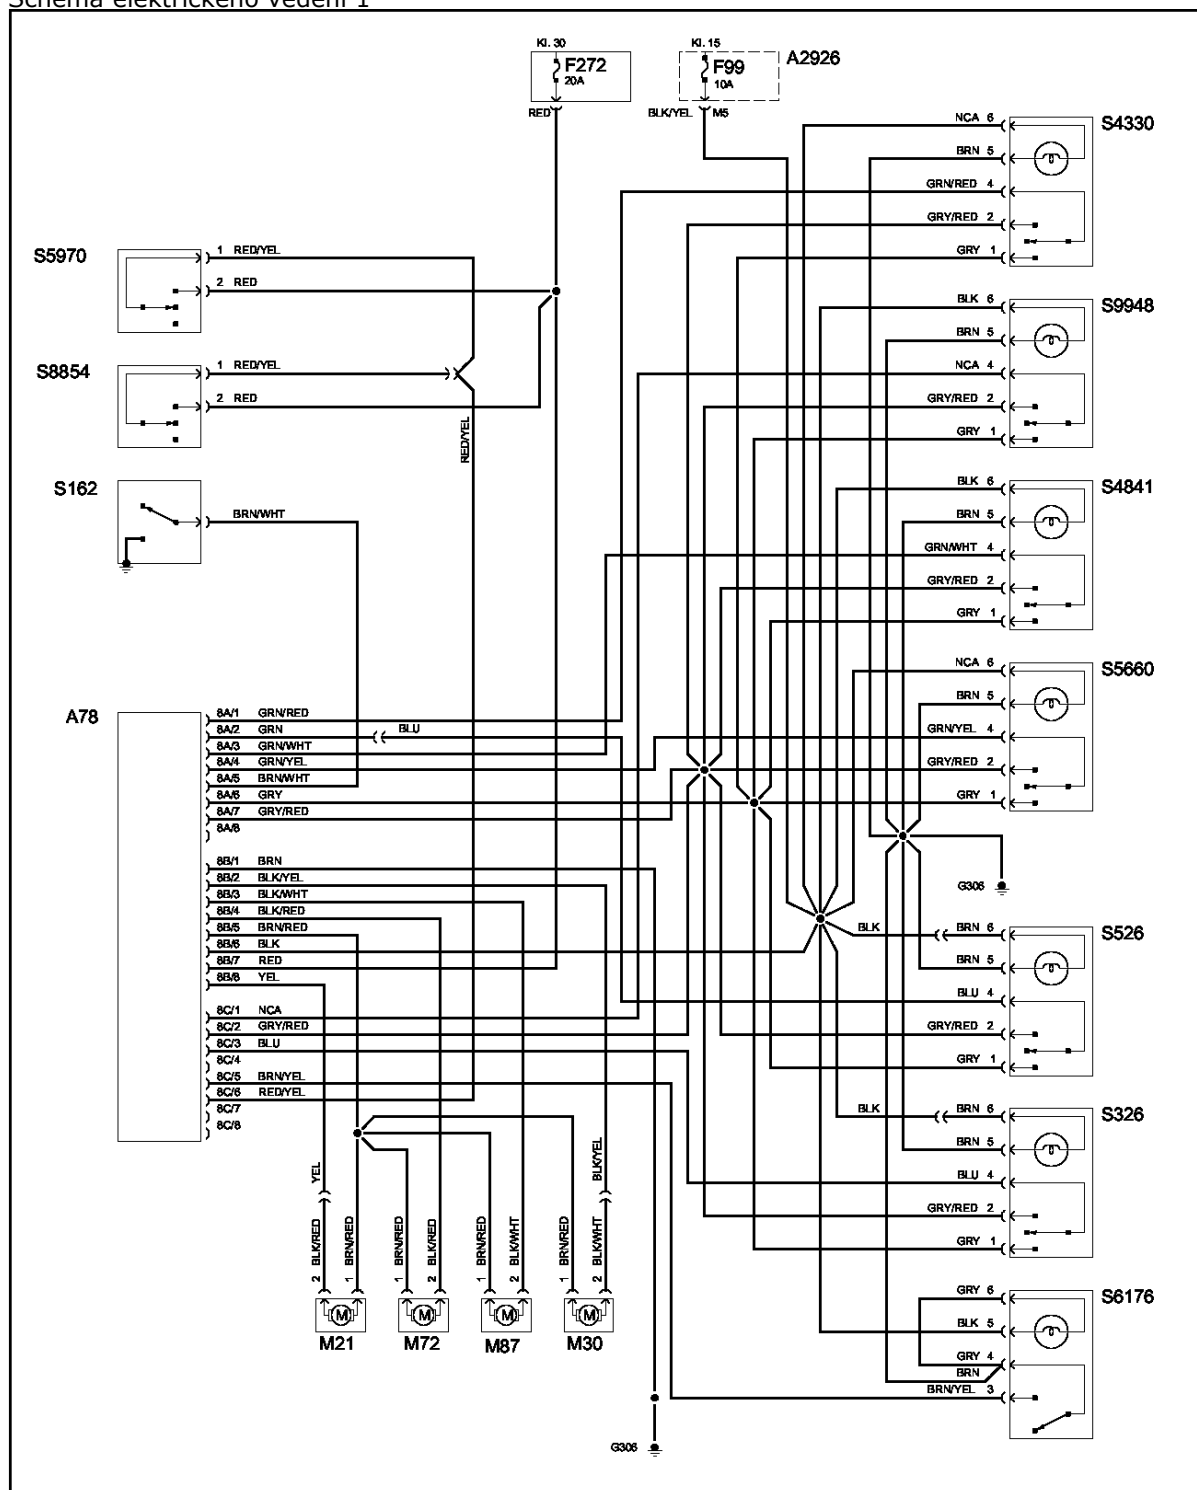 Schéma elektrického vedení 1
Kl. 30
F272
20A
RED
Kl. 15
F99
10A
A2926
BLK/YEL
M5
S5970
1 RED/YEL
2 RED
S8854
1 RED/YEL
2 RED
RED/YEL
S162
BRN/WHT
A78
8A/1 GRN/RED
8A/2 GRN
BLU
8A/3 GRN/WHT
8A/4 GRN/YEL
8A/5 BRN/WHT
8A/6 GRY
8A/7 GRY/RED
8A/8
8B/1 BRN
8B/2 BLK/YEL
8B/3 BLK/WHT
8B/4 BLK/RED
8B/5 BRN/RED
8B/6 BLK
8B/7 RED
8B/8 YEL
8C/1 NCA
8C/2 GRY/RED
8C/3 BLU
8C/4
8C/5 BRN/YEL
8C/6 RED/YEL
8C/7
8C/8
YEL
BLK/YEL
2 BLK/RED
1 BRN/RED
1 BRN/RED
2 BLK/RED
1 BRN/RED
2 BLK/WHT
1 BRN/RED
2 BLK/WHT
M
M
M
M
M21
M72
M87
M30
G306
S4330
NCA 6
BRN 5
GRN/RED 4
GRY/RED 2
GRY 1
S9948
BLK 6
BRN 5
NCA 4
GRY/RED 2
GRY 1
S4841
BLK 6
BRN 5
GRN/WHT 4
GRY/RED 2
GRY 1
S5660
NCA 6
BRN 5
GRN/YEL 4
GRY/RED 2
GRY 1
G306
S526
BLK
BRN 6
BRN 5
BLU 4
GRY/RED 2
GRY 1
S326
BLK
BRN 6
BRN 5
BLU 4
GRY/RED 2
GRY 1
S6176
GRY 6
BLK 5
GRY 4
BRN
BRN/YEL 3